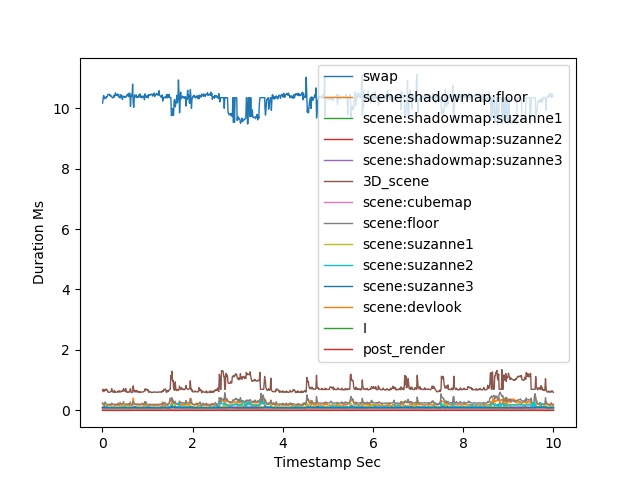 swap
scene:shadowmap:floor
scene:shadowmap:suzanne1
scene:shadowmap:suzanne2
scene:shadowmap:suzanne3
3D_scene
scene:cubemap
scene:floor
scene:suzanne1
scene:suzanne2
scene:suzanne3
scene:devlook
I
post_render
Duration Ms
10
8
6
4
2
0
0 2 4 6 8 10
Timestamp Sec